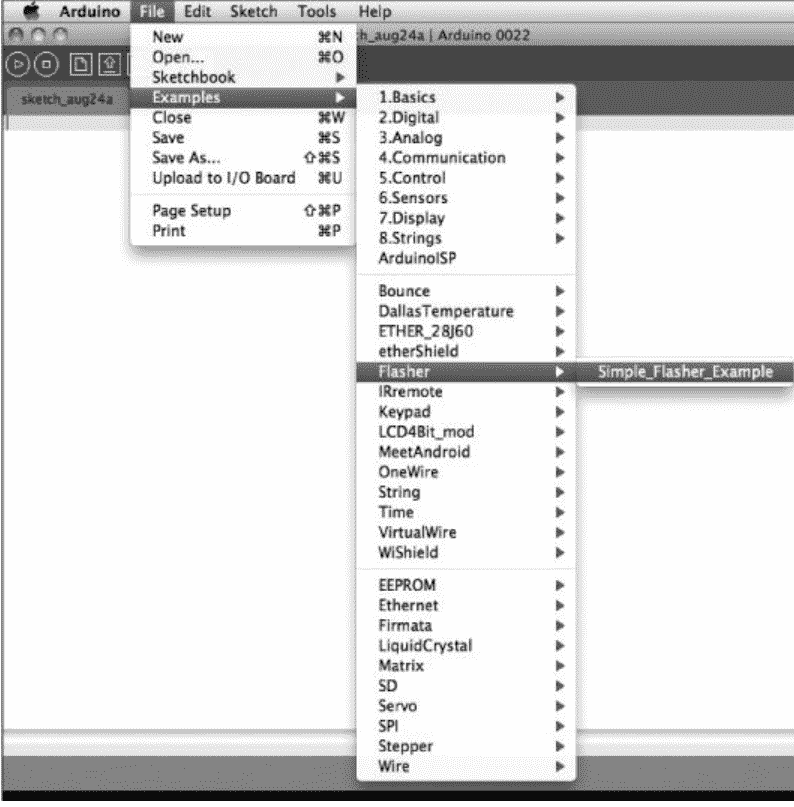 Arduino File Edit Sketch Tools Help
h_aug24a | Arduino 0022
New ⌘N
Open... ⌘O
Sketchbook
Examples
Close ⌘W
Save ⌘S
Save As... ⇧⌘S
Upload to I/O Board ⌘U
Page Setup ⇧⌘P
Print ⌘P
sketch_aug24a
1.Basics
2.Digital
3.Analog
4.Communication
5.Control
6.Sensors
7.Display
8.Strings
ArduinoISP
Bounce
DallasTemperature
ETHER_28J60
etherShield
Flasher
Simple_Flasher_Example
IRremote
Keypad
LCD4Bit_mod
MeetAndroid
OneWire
String
Time
VirtualWire
WiShield
EEPROM
Ethernet
Firmata
LiquidCrystal
Matrix
SD
Servo
SPI
Stepper
Wire